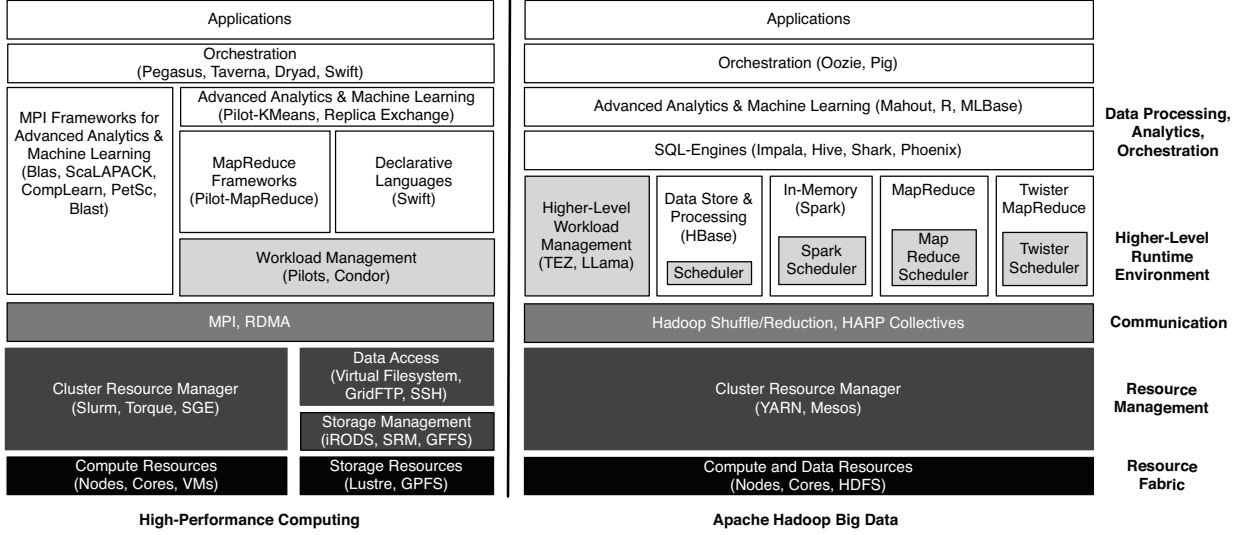 Applications
Orchestration
(Pegasus, Taverna, Dryad, Swift)
MPI Frameworks for
Advanced Analytics &
Machine Learning
(Blas, ScaLAPACK,
CompLearn, PetSc,
Blast)
Advanced Analytics & Machine Learning
(Pilot-KMeans, Replica Exchange)
MapReduce
Frameworks
(Pilot-MapReduce)
Declarative
Languages
(Swift)
Workload Management
(Pilots, Condor)
MPI, RDMA
Cluster Resource Manager
(Slurm, Torque, SGE)
Data Access
(Virtual Filesystem,
GridFTP, SSH)
Storage Management
(iRODS, SRM, GFFS)
Compute Resources
(Nodes, Cores, VMs)
Storage Resources
(Lustre, GPFS)
High-Performance Computing
Applications
Orchestration (Oozie, Pig)
Advanced Analytics & Machine Learning (Mahout, R, MLBase)
SQL-Engines (Impala, Hive, Shark, Phoenix)
Higher-Level
Workload
Management
(TEZ, LLama)
Data Store &
Processing
(HBase)
Scheduler
In-Memory
(Spark)
Spark
Scheduler
MapReduce
Map
Reduce
Scheduler
Twister
MapReduce
Twister
Scheduler
Hadoop Shuffle/Reduction, HARP Collectives
Cluster Resource Manager
(YARN, Mesos)
Compute and Data Resources
(Nodes, Cores, HDFS)
Apache Hadoop Big Data
Data Processing,
Analytics,
Orchestration
Higher-Level
Runtime
Environment
Communication
Resource
Management
Resource
Fabric